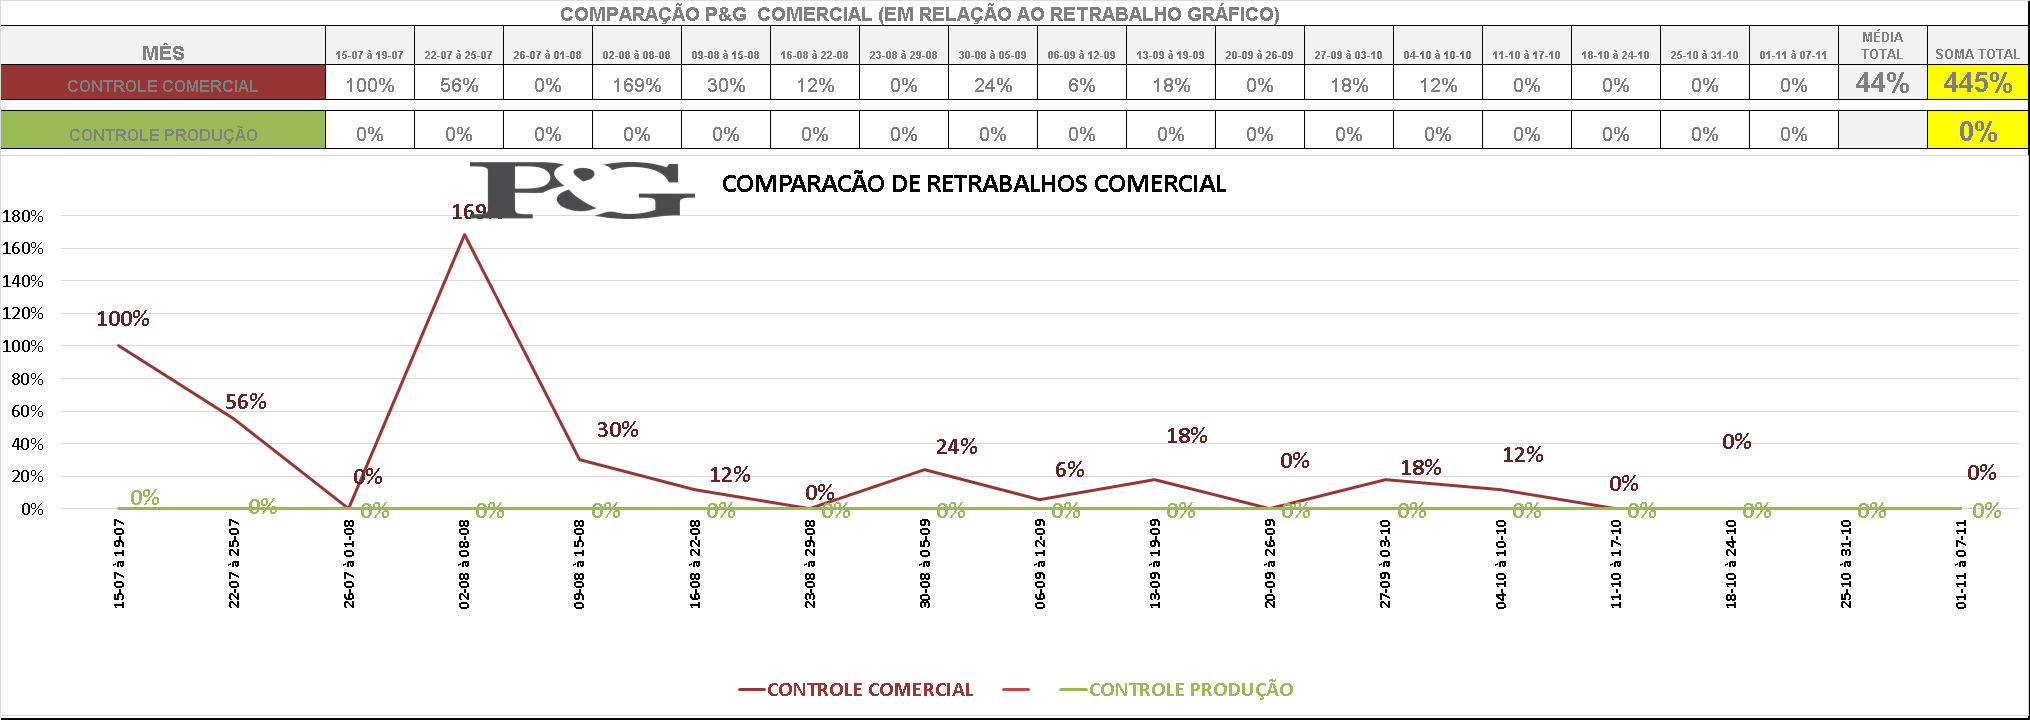 COMPARAÇÃO P&G COMERCIAL (EM RELAÇÃO AO RETRABALHO GRÁFICO)
MÊS 15-07 à 19-07 22-07 à 25-07 26-07 à 01-08 02-08 à 08-08 09-08 à 15-08 16-08 à 22-08 23-08 à 29-08 30-08 à 05-09 06-09 à 12-09 13-09 à 19-09 20-09 à 26-09 27-09 à 03-10 04-10 à 10-10 11-10 à 17-10 18-10 à 24-10 25-10 à 31-10 01-11 à 07-11 MÉDIA TOTAL SOMA TOTAL
CONTROLE COMERCIAL 100% 56% 0% 169% 30% 12% 0% 24% 6% 18% 0% 18% 12% 0% 0% 0% 0% 44% 445%
CONTROLE PRODUÇÃO 0% 0% 0% 0% 0% 0% 0% 0% 0% 0% 0% 0% 0% 0% 0% 0% 0% 0%
P&G COMPARACÃO DE RETRABALHOS COMERCIAL
180%
160%
140%
120%
100%
80%
60%
40%
20%
0%
100% 56% 0% 169% 30% 12% 0% 24% 6% 18% 0% 18% 12% 0% 0% 0%
0% 0% 0% 0% 0% 0% 0% 0% 0% 0% 0% 0% 0% 0% 0% 0% 0%
15-07 à 19-07
22-07 à 25-07
26-07 à 01-08
02-08 à 08-08
09-08 à 15-08
16-08 à 22-08
23-08 à 29-08
30-08 à 05-09
06-09 à 12-09
13-09 à 19-09
20-09 à 26-09
27-09 à 03-10
04-10 à 10-10
11-10 à 17-10
18-10 à 24-10
25-10 à 31-10
01-11 à 07-11
CONTROLE COMERCIAL CONTROLE PRODUÇÃO